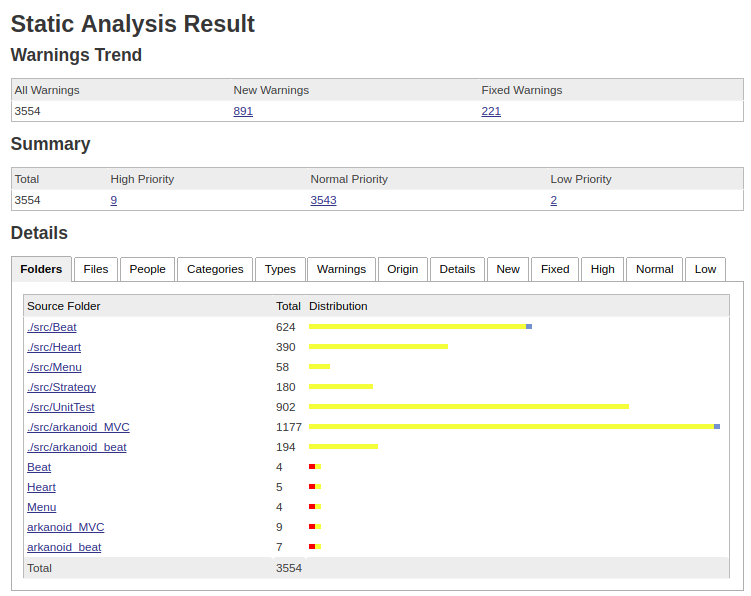 Static Analysis Result
Warnings Trend
All Warnings New Warnings Fixed Warnings
3554 891 221
Summary
Total High Priority Normal Priority Low Priority
3554 9 3543 2
Details
Folders Files People Categories Types Warnings Origin Details New Fixed High Normal Low
Source Folder Total Distribution
./src/Beat 624
./src/Heart 390
./src/Menu 58
./src/Strategy 180
./src/UnitTest 902
./src/arkanoid_MVC 1177
./src/arkanoid_beat 194
Beat 4
Heart 5
Menu 4
arkanoid_MVC 9
arkanoid_beat 7
Total 3554